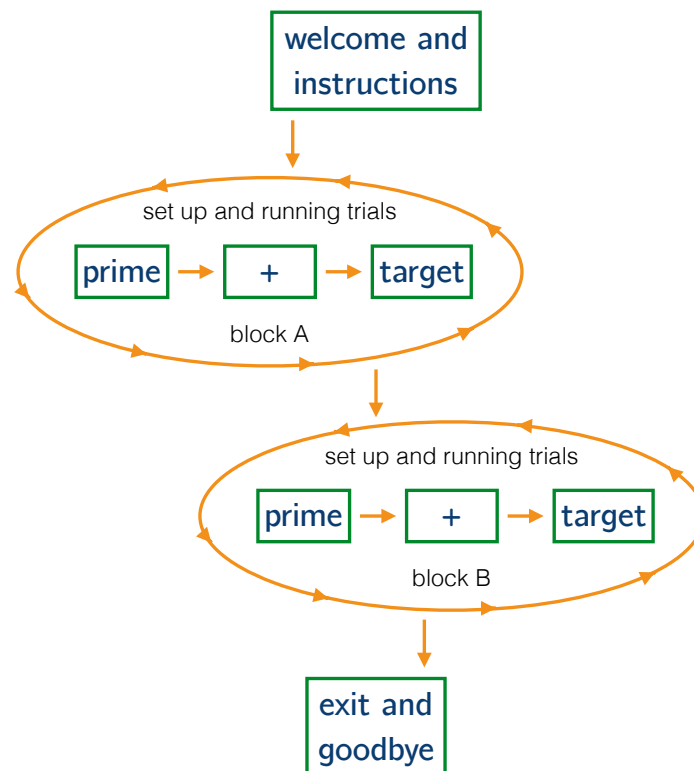 welcome and
instructions
set up and running trials
prime + target
block A
set up and running trials
prime + target
block B
exit and
goodbye